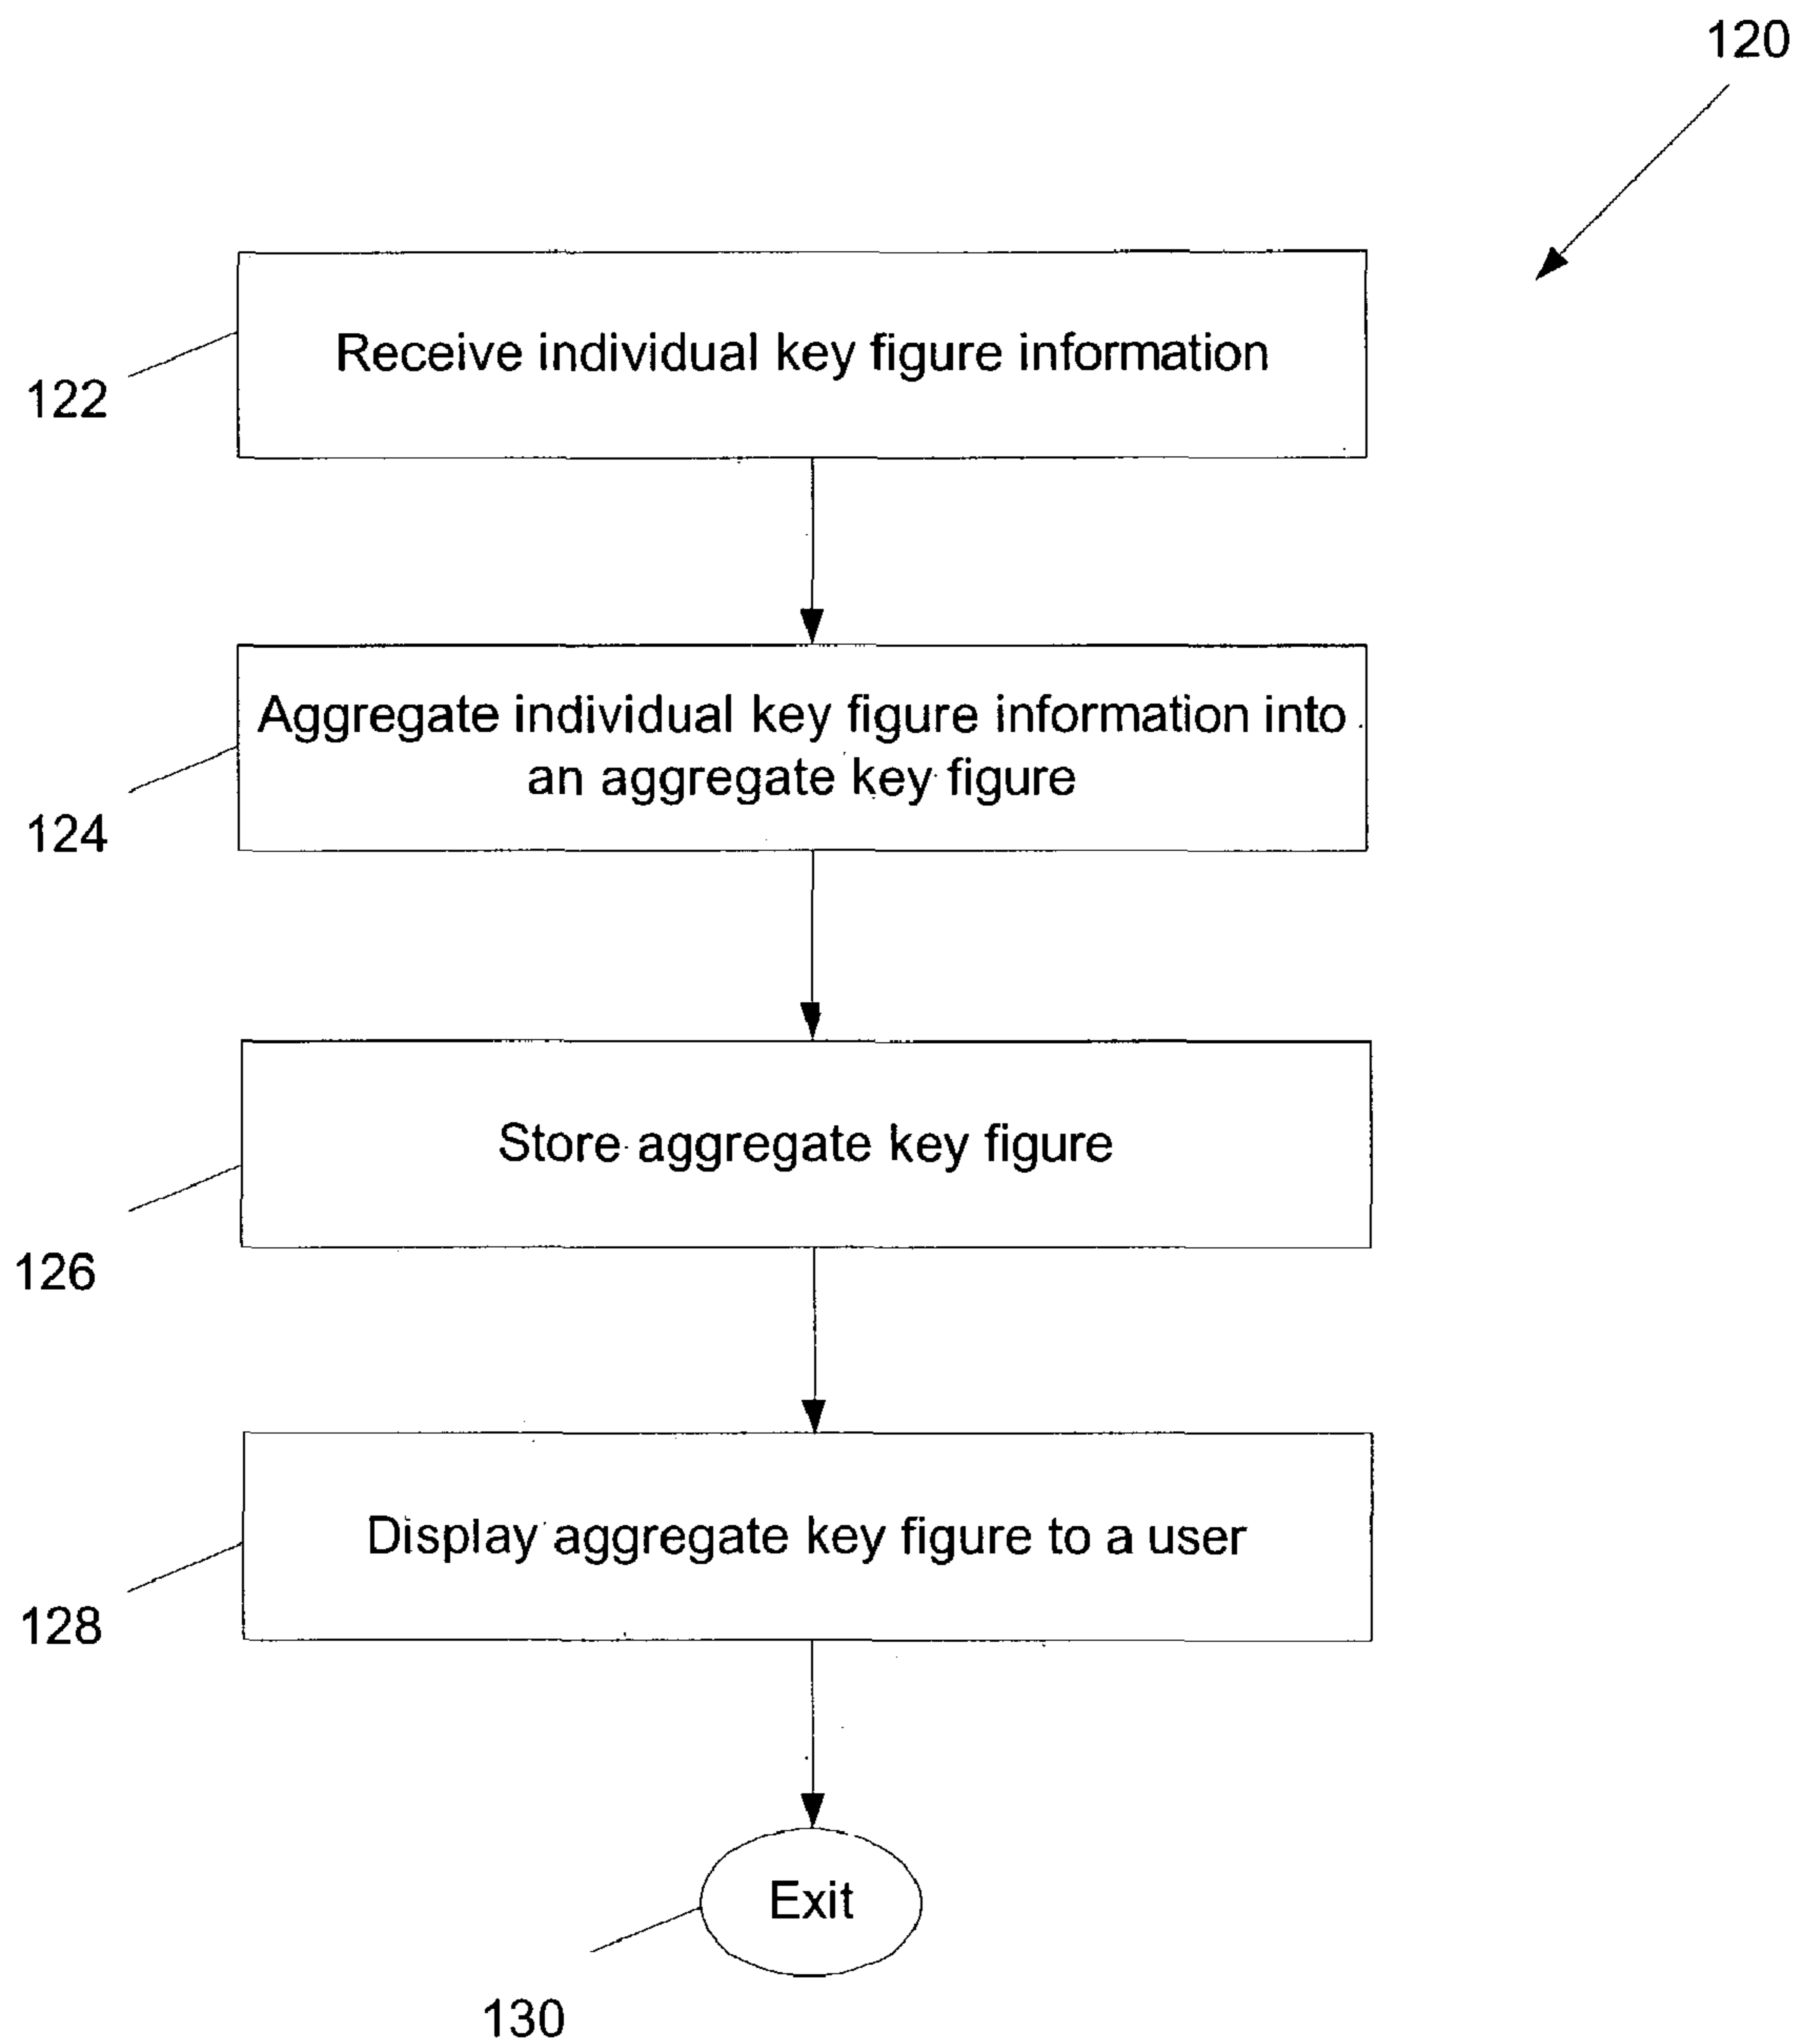 120
Receive individual key figure information
122
Aggregate individual key figure information into
an aggregate key figure
124
Store aggregate key figure
126
Display aggregate key figure to a user
128
Exit
130